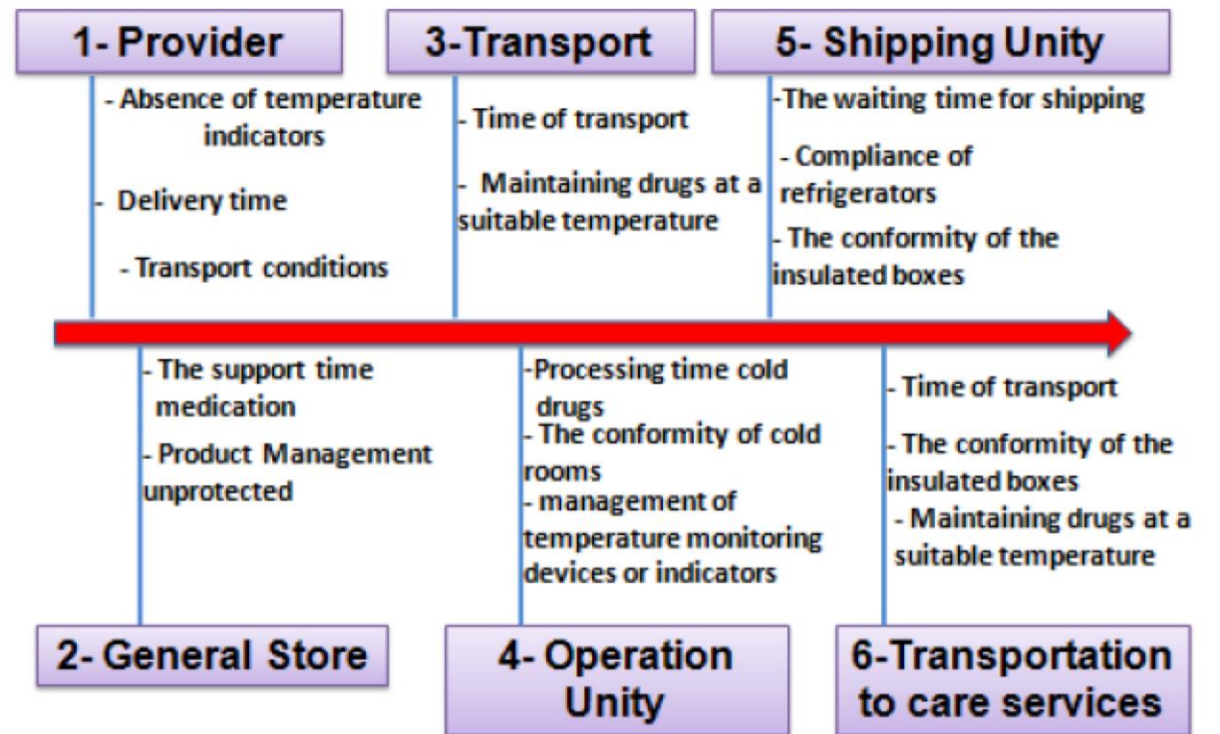 1- Provider
- Absence of temperature
indicators
- Delivery time
- Transport conditions
3-Transport
- Time of transport
- Maintaining drugs at a
suitable temperature
5- Shipping Unity
-The waiting time for shipping
- Compliance of
refrigerators
- The conformity of the
insulated boxes
- The support time
medication
- Product Management
unprotected
2- General Store
-Processing time cold
drugs
- The conformity of cold
rooms
- management of
temperature monitoring
devices or indicators
4- Operation
Unity
- Time of transport
- The conformity of the
insulated boxes
- Maintaining drugs at a
suitable temperature
6-Transportation
to care services